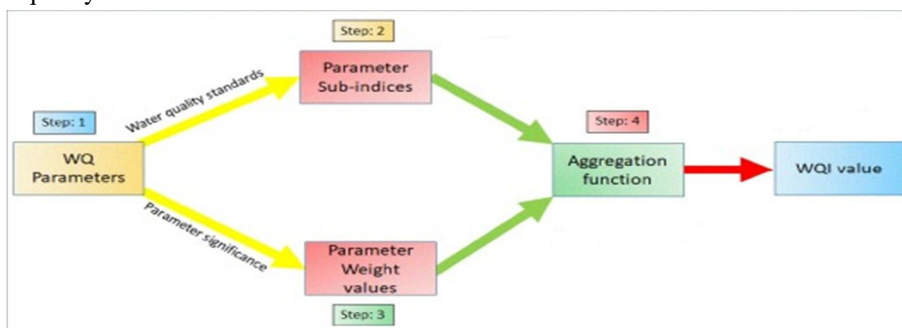 Step: 1
WQ
Parameters
Water quality standards
Parameter significance
Step: 2
Parameter
Sub-indices
Parameter
Weight
values
Step: 3
Step: 4
Aggregation
function
WQI value